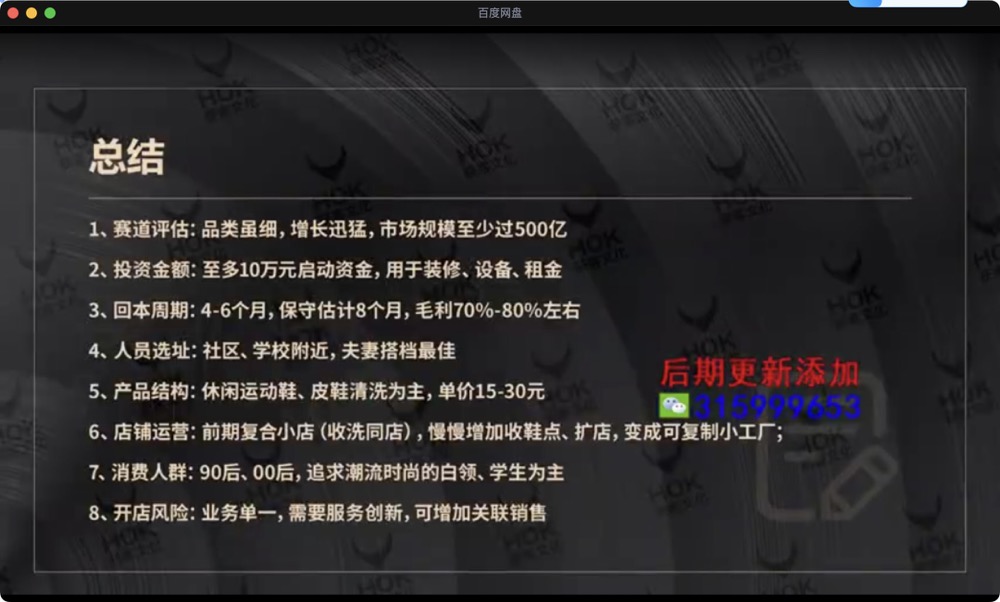 百度网盘
总结
1、赛道评估：品类虽细，增长迅猛，市场规模至少过500亿
2、投资金额：至多10万元启动资金，用于装修、设备、租金
3、回本周期：4-6个月，保守估计8个月，毛利70%-80%左右
4、人员选址：社区、学校附近，夫妻搭档最佳
5、产品结构：休闲运动鞋、皮鞋清洗为主，单价15-30元
后期更新添加
315999653
6、店铺运营：前期复合小店（收洗同店），慢慢增加收鞋点、扩店，变成可复制小工厂；
7、消费人群：90后、00后，追求潮流时尚的白领、学生为主
8、开店风险：业务单一，需要服务创新，可增加关联销售
HOK